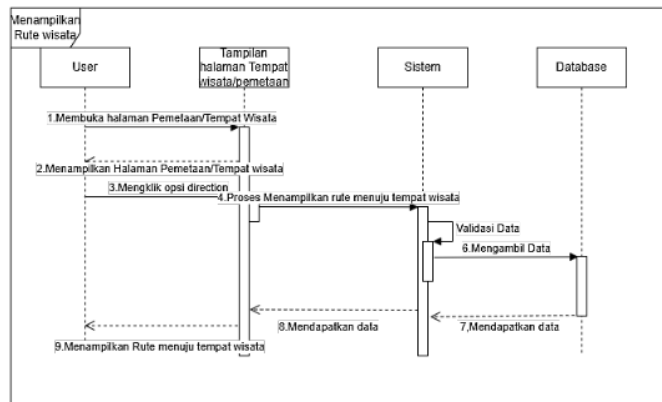 Menampilkan
Rute wisata
User
Tampilan
halaman Tempat
wisata/pemetaan
Sistem
Database
1.Membuka halaman Pemetaan/Tempat Wisata
2.Menampilkan Halaman Pemetaan/Tempat wisata
3.Mengklik opsi direction
4.Proses Menampilkan rute menuju tempat wisata
Validasi Data
6.Mengambil Data
7,Mendapatkan data
8.Mendapatkan data
9.Menampilkan Rute menuju tempat wisata